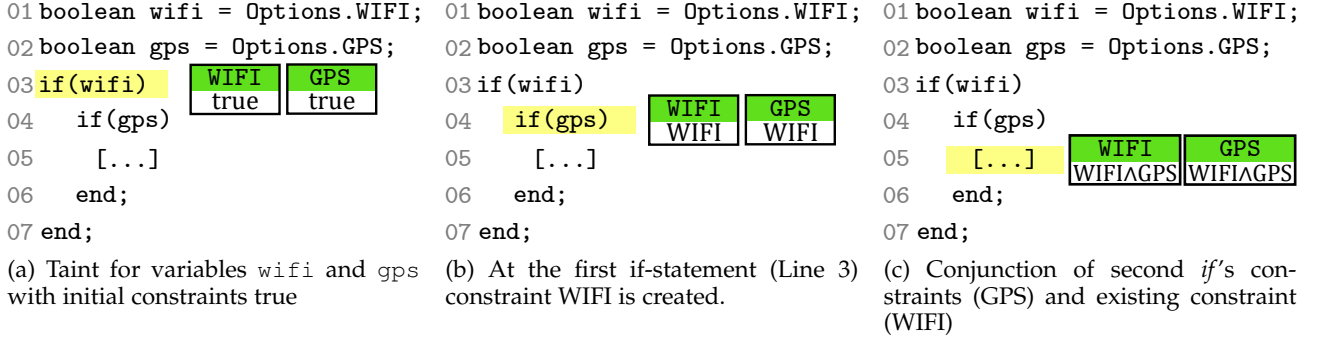 01 boolean wifi = Options.WIFI;
02 boolean gps = Options.GPS;
03 if(wifi)
WIFI GPS
true true
04 if(gps)
05 [...]
06 end;
07 end;
(a) Taint for variables wifi and gps
with initial constraints true
01 boolean wifi = Options.WIFI;
02 boolean gps = Options.GPS;
03 if(wifi)
04 if(gps)
WIFI GPS
WIFI WIFI
05 [...]
06 end;
07 end;
(b) At the first if-statement (Line 3)
constraint WIFI is created.
01 boolean wifi = Options.WIFI;
02 boolean gps = Options.GPS;
03 if(wifi)
04 if(gps)
05 [...]
WIFI GPS
WIFI∧GPS WIFI∧GPS
06 end;
07 end;
(c) Conjunction of second if's con-
straints (GPS) and existing constraint
(WIFI)